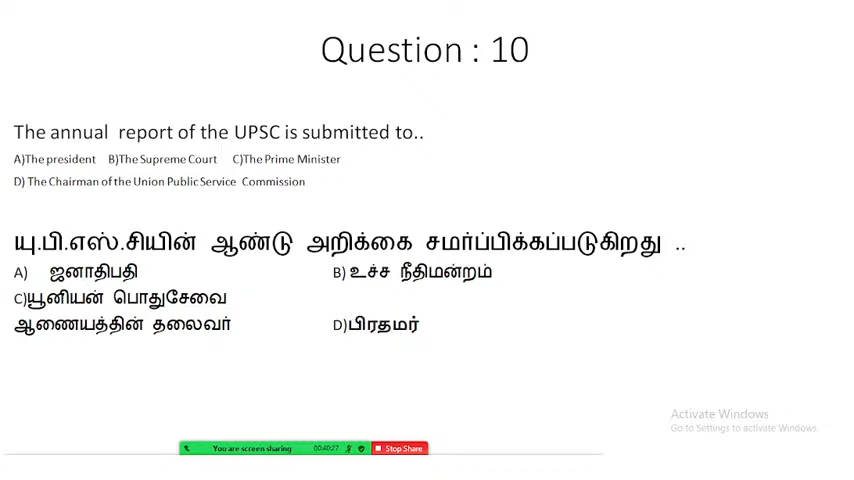 Question : 10
The annual report of the UPSC is submitted to..
A)The president B)The Supreme Court C)The Prime Minister
D) The Chairman of the Union Public Service Commission
யு.பி.எஸ்.சியின் ஆண்டு அறிக்கை சமர்ப்பிக்கப்படுகிறது ..
A) ஜனாதிபதி B) உச்ச நீதிமன்றம்
C)யூனியன் பொதுசேவை
ஆணையத்தின் தலைவர் D)பிரதமர்
Activate Windows
Go to Settings to activate Windows.
You are screen sharing 00:40:27 Stop Share